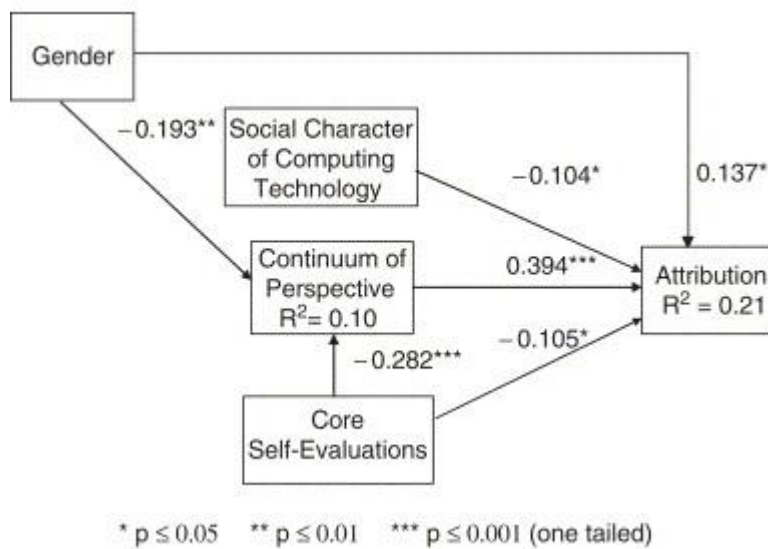 Gender
−0.193**
Social Character
of Computing
Technology
−0.104*
0.137*
Continuum of
Perspective
R²= 0.10
0.394***
Attribution
R² = 0.21
−0.282***
−0.105*
Core
Self-Evaluations
* p ≤ 0.05 ** p ≤ 0.01 *** p ≤ 0.001 (one tailed)